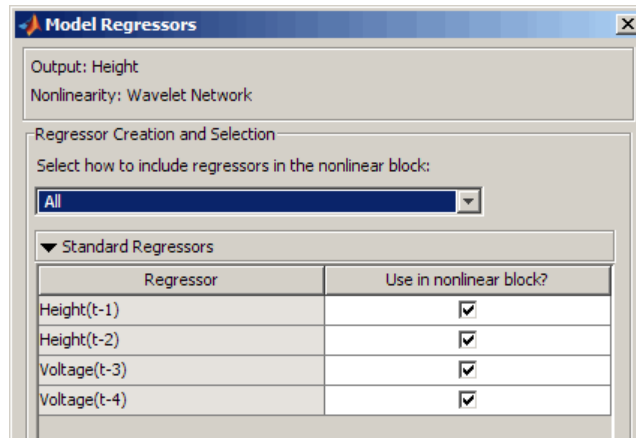 Model Regressors
Output: Height
Nonlinearity: Wavelet Network
Regressor Creation and Selection
Select how to include regressors in the nonlinear block:
All
Standard Regressors
Regressor Use in nonlinear block?
Height(t-1)
Height(t-2)
Voltage(t-3)
Voltage(t-4)